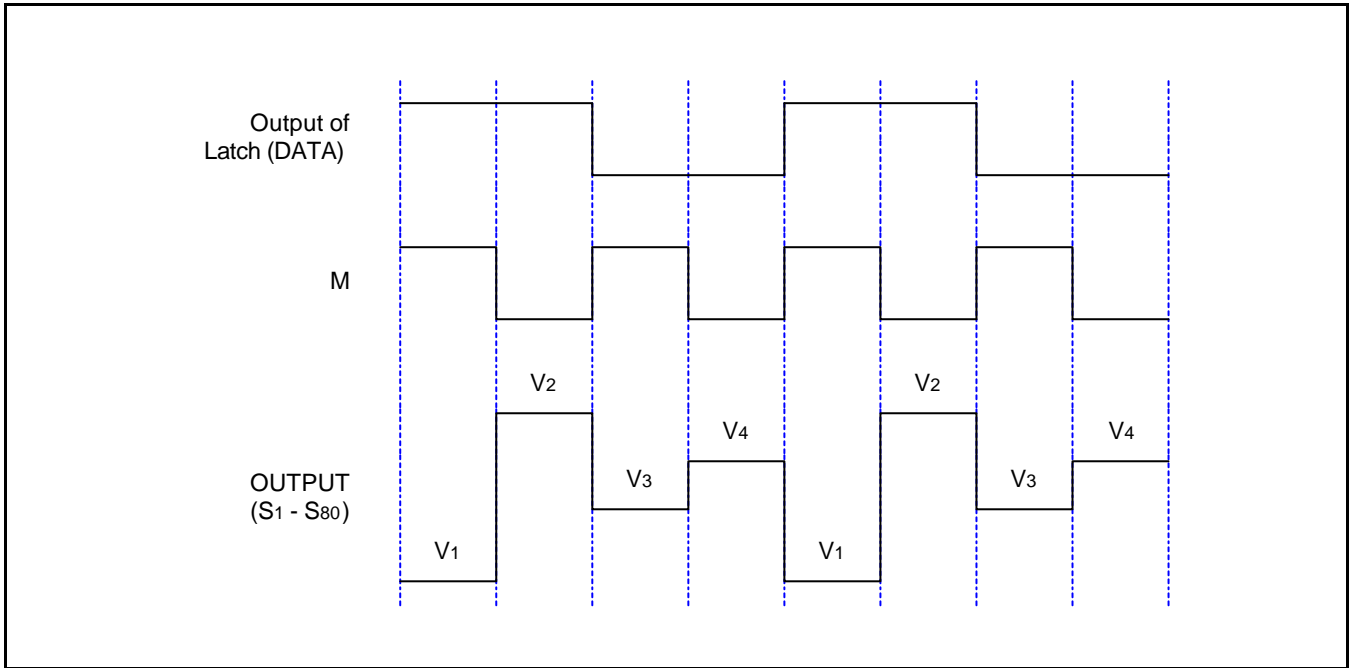 Output of
Latch (DATA)
M
V2
V2
V4
V4
OUTPUT
(S1 - S80)
V3
V3
V1
V1